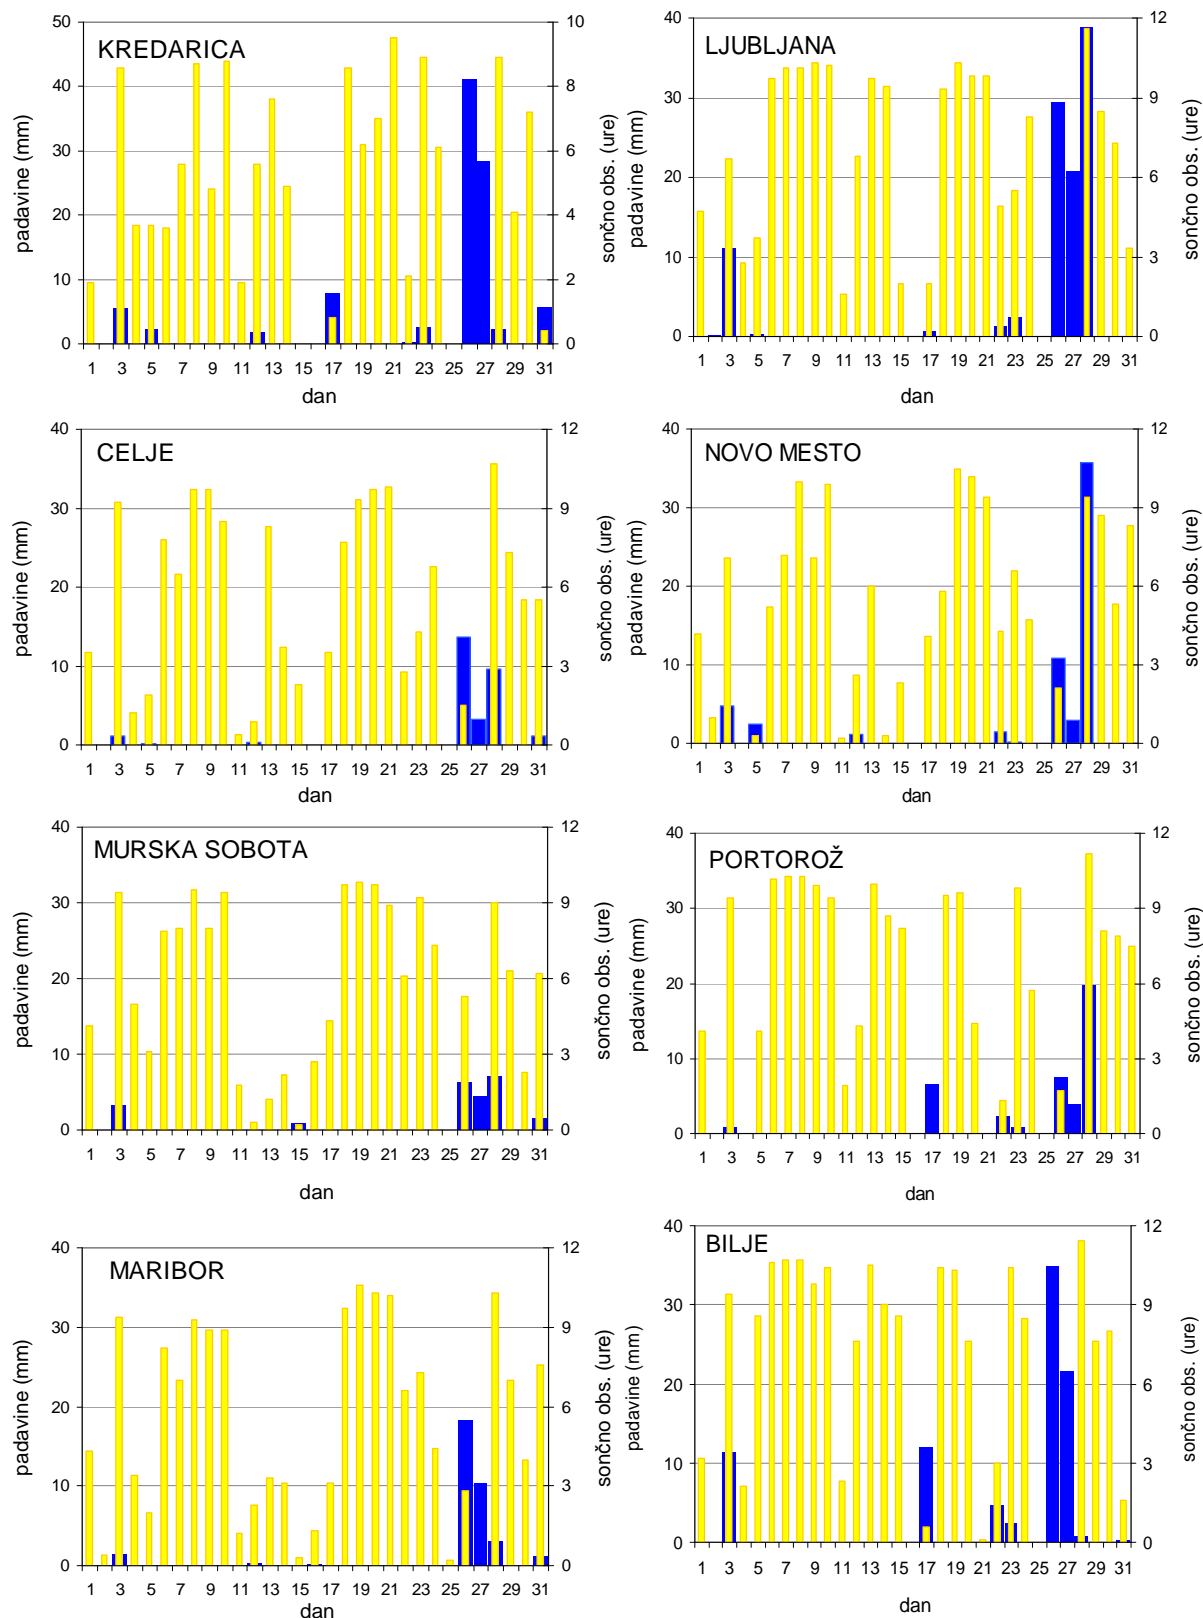 KREDARICA
padavine (mm)
50
40
30
20
10
0
10
8
6
4
2
0
sončno obs. (ure)
1 3 5 7 9 11 13 15 17 19 21 23 25 27 29 31
dan
LJUBLJANA
padavine (mm)
40
30
20
10
0
12
9
6
3
0
sončno obs. (ure)
1 3 5 7 9 11 13 15 17 19 21 23 25 27 29 31
dan
CELJE
padavine (mm)
40
30
20
10
0
12
9
6
3
0
sončno obs. (ure)
1 3 5 7 9 11 13 15 17 19 21 23 25 27 29 31
dan
NOVO MESTO
padavine (mm)
40
30
20
10
0
12
9
6
3
0
sončno obs. (ure)
1 3 5 7 9 11 13 15 17 19 21 23 25 27 29 31
dan
MURSKA SOBOTA
padavine (mm)
40
30
20
10
0
12
9
6
3
0
sončno obs. (ure)
1 3 5 7 9 11 13 15 17 19 21 23 25 27 29 31
dan
PORTOROŽ
padavine (mm)
40
30
20
10
0
12
9
6
3
0
sončno obs. (ure)
1 3 5 7 9 11 13 15 17 19 21 23 25 27 29 31
dan
MARIBOR
padavine (mm)
40
30
20
10
0
12
9
6
3
0
sončno obs. (ure)
1 3 5 7 9 11 13 15 17 19 21 23 25 27 29 31
dan
BILJE
padavine (mm)
40
30
20
10
0
12
9
6
3
0
sončno obs. (ure)
1 3 5 7 9 11 13 15 17 19 21 23 25 27 29 31
dan